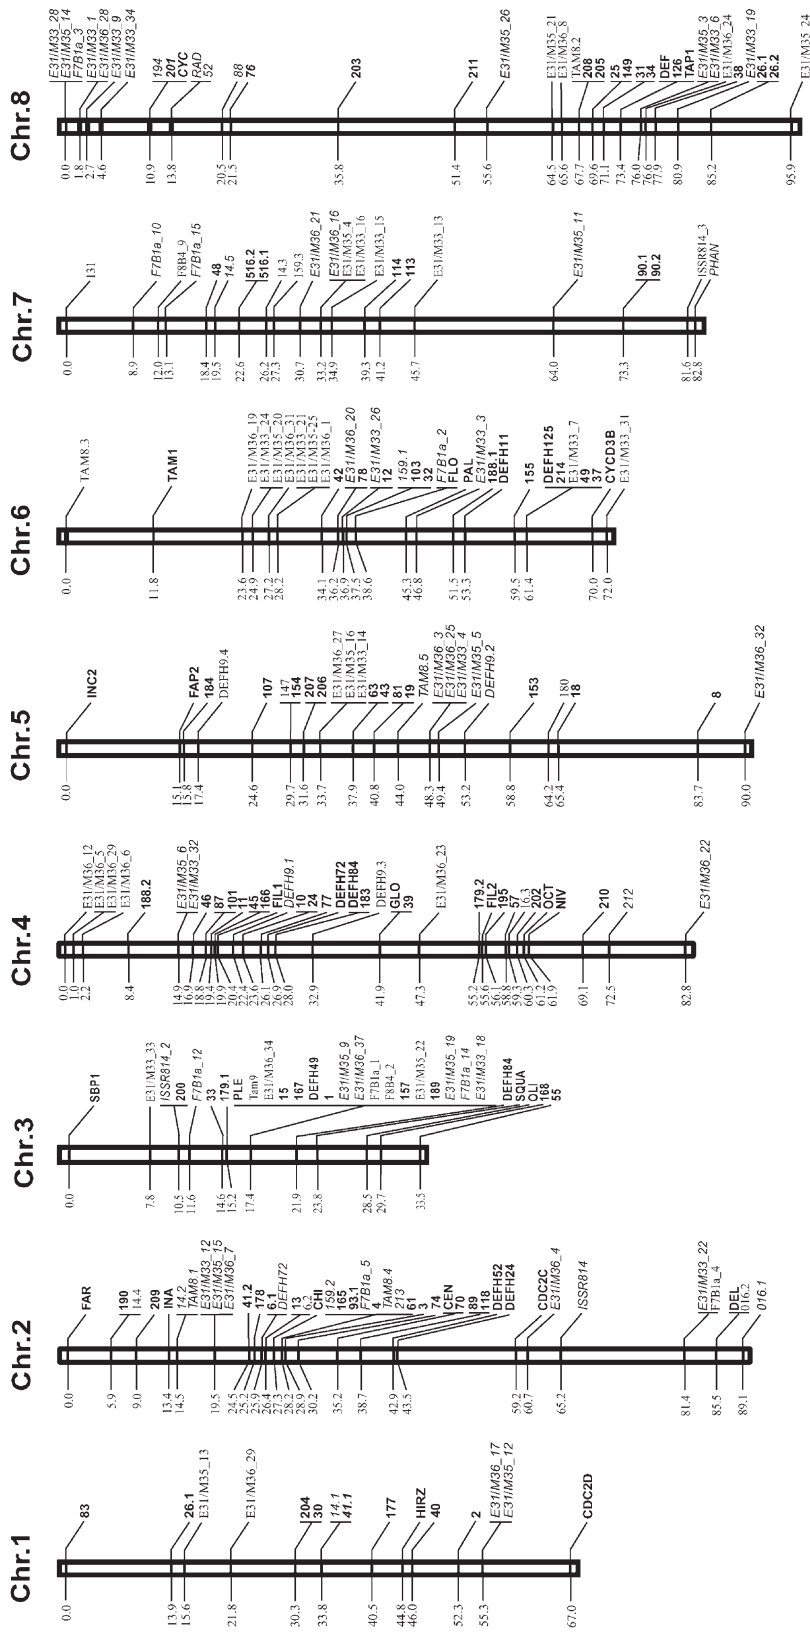 Chr.1
0.0
13.9
15.6
21.8
30.3
33.8
40.5
44.8
46.0
52.3
55.3
67.0
83
26.1
E31/M35_13
E31/M36_29
204
30
14.1
41.1
177
HIRZ
40
2
E31/M36_17
E31/M35_12
CDC2D
Chr.2
0.0
5.9
9.0
13.4
14.5
19.5
24.5
25.2
25.9
26.4
27.3
28.2
28.9
30.2
35.2
38.7
42.9
43.5
59.2
60.7
65.2
81.4
85.5
89.1
FAR
190
14.4
209
INA
14.2
TAM8.1
E31/M33_12
E31/M35_15
E31/M36_7
41.2
178
6.1
DEFH72
13
6.2
CHI
159.2
165
93.1
F7B1a_5
4
TAM8.4
213
61
3
74
CEN
70
89
118
DEFH52
DEFH24
CDC2C
E31/M36_4
ISSR814
E31/M33_22
F7B1a_4
DEL
016.2
016.1
Chr.3
0.0
7.8
10.5
11.6
14.6
15.2
17.4
21.9
23.8
28.5
29.7
33.5
SBP1
E31/M33_33
ISSR814_2
200
F7B1a_12
33
179.1
PLE
Tam9
E31/M36_34
15
167
DEFH49
1
E31/M35_9
E31/M36_37
F7B1a_1
F8B4_2
157
E31/M35_22
189
E31/M35_19
F7B1a_14
E31/M33_18
DEFH84
SQUA
OLI
168
55
Chr.4
0.0
1.0
2.2
8.4
14.9
16.9
18.8
19.4
19.9
20.4
22.4
23.6
26.1
26.9
28.0
32.9
41.9
47.3
55.2
55.6
56.1
58.8
59.3
60.3
61.2
61.9
69.1
72.5
82.8
E31/M36_12
E31/M36_5
E31/M36_29
E31/M36_6
188.2
E31/M35_6
E31/M33_32
46
87
101
11
45
166
FIL1
DEFH9.1
10
24
77
DEFH72
DEFH84
183
DEFH9.3
GLO
39
E31/M36_23
179.2
FIL2
195
57
16.3
202
OCT
NIV
210
212
E31/M36_22
Chr.5
0.0
15.1
15.8
17.4
24.6
29.7
31.6
33.7
37.9
40.8
44.0
48.3
49.4
53.2
58.8
64.2
65.4
83.7
90.0
INC2
FAP2
184
DEFH9.4
107
147
154
207
206
E31/M36_27
E31/M35_16
E31/M33_14
63
43
81
19
TAM8.5
E31/M36_3
E31/M36_25
E31/M33_4
E31/M35_5
DEFH9.2
153
180
18
8
E31/M36_32
Chr.6
0.0
11.8
23.6
24.9
27.2
28.2
34.1
36.2
36.9
37.5
38.6
45.3
46.8
51.5
53.3
59.5
61.4
70.0
72.0
TAM8.3
TAM1
E31/M36_19
E31/M33_24
E31/M35_20
E31/M36_31
E31/M33_21
E31/M35-25
E31/M36_1
42
E31/M36_20
78
E31/M33_26
12
159.1
103
32
F7B1a_2
FLO
PAL
E31/M33_3
188.1
DEFH11
155
DEFH125
214
E31/M33_7
49
37
CYCD3B
E31/M33_31
Chr.7
0.0
8.9
12.0
13.1
18.4
19.5
22.6
26.2
27.3
30.7
33.2
34.9
39.3
41.2
45.7
64.0
73.3
81.6
82.8
131
F7B1a_10
F8B4_9
F7B1a_15
48
14.5
516.2
516.1
14.3
159.3
E31/M36_21
E31/M36_16
E31/M35_4
E31/M33_16
E31/M33_15
114
113
E31/M33_13
E31/M35_11
90.1
90.2
ISSR814_3
PHAN
Chr.8
0.0
1.8
2.7
4.6
10.9
13.8
20.5
21.5
35.8
51.4
55.6
64.5
65.6
67.7
69.6
71.1
73.4
76.0
76.6
77.9
80.9
85.2
95.9
E31/M33_28
E31/M35_14
F7B1a_3
E31/M33_1
E31/M36_28
E31/M33_9
E31/M33_34
194
201
CYC
RAD
52
88
76
203
211
E31/M35_26
E31/M35_21
E31/M36_8
TAM8.2
208
205
25
149
31
34
DEF
126
TAP1
E31/M35_3
E31/M33_6
E31/M36_24
38
E31/M33_19
26.1
26.2
E31/M35_24